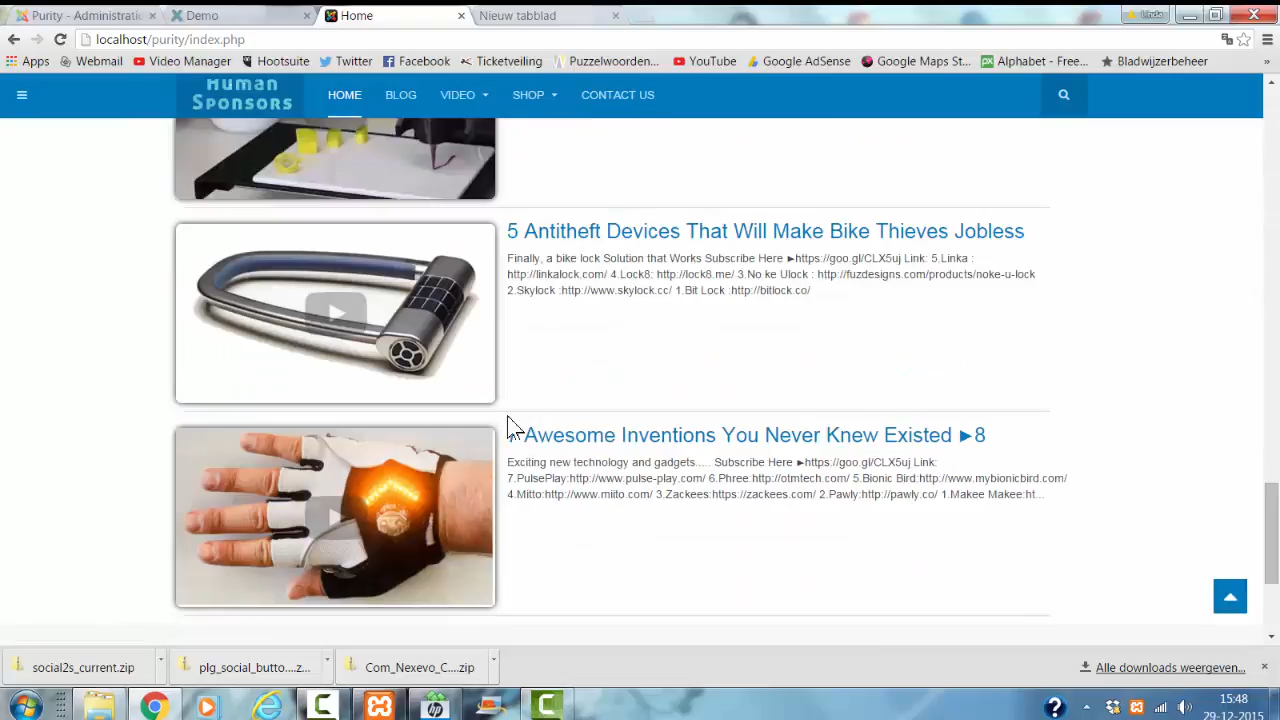 Purity - Administratie
Demo
Home
Nieuw tabblad
Linda
localhost/purity/index.php
Apps
Webmail
Video Manager
Hootsuite
Twitter
Facebook
Ticketveiling
Puzzelwoorden...
YouTube
Google AdSense
Google Maps St...
Alphabet - Free...
Bladwijzerbeheer
»
Human
Sponsors
HOME
BLOG
VIDEO
SHOP
CONTACT US
5 Antitheft Devices That Will Make Bike Thieves Jobless
Finally, a bike lock Solution that Works Subscribe Here ►https://goo.gl/CLX5uj Link: 5.Linka :
http://linkalock.com/ 4.Lock8: http://lock8.me/ 3.No ke Ulock : http://fuzdesigns.com/products/noke-u-lock
2.Skylock :http://www.skylock.cc/ 1.Bit Lock :http://bitlock.co/
Awesome Inventions You Never Knew Existed ►8
Exciting new technology and gadgets.... Subscribe Here ►https://goo.gl/CLX5uj Link:
7.PulsePlay:http://www.pulse-play.com/ 6.Phree:http://otmtech.com/ 5.Bionic Bird:http://www.mybionicbird.com/
4.Miito:http://www.miito.com/ 3.Zackees:https://zackees.com/ 2.Pawly:http://pawly.co/ 1.Makee Makee:ht...
social2s_current.zip
plg_social_butto....z...
Com_Nexevo_C....zip
Alle downloads weergeven...
15:48
29-12-2015